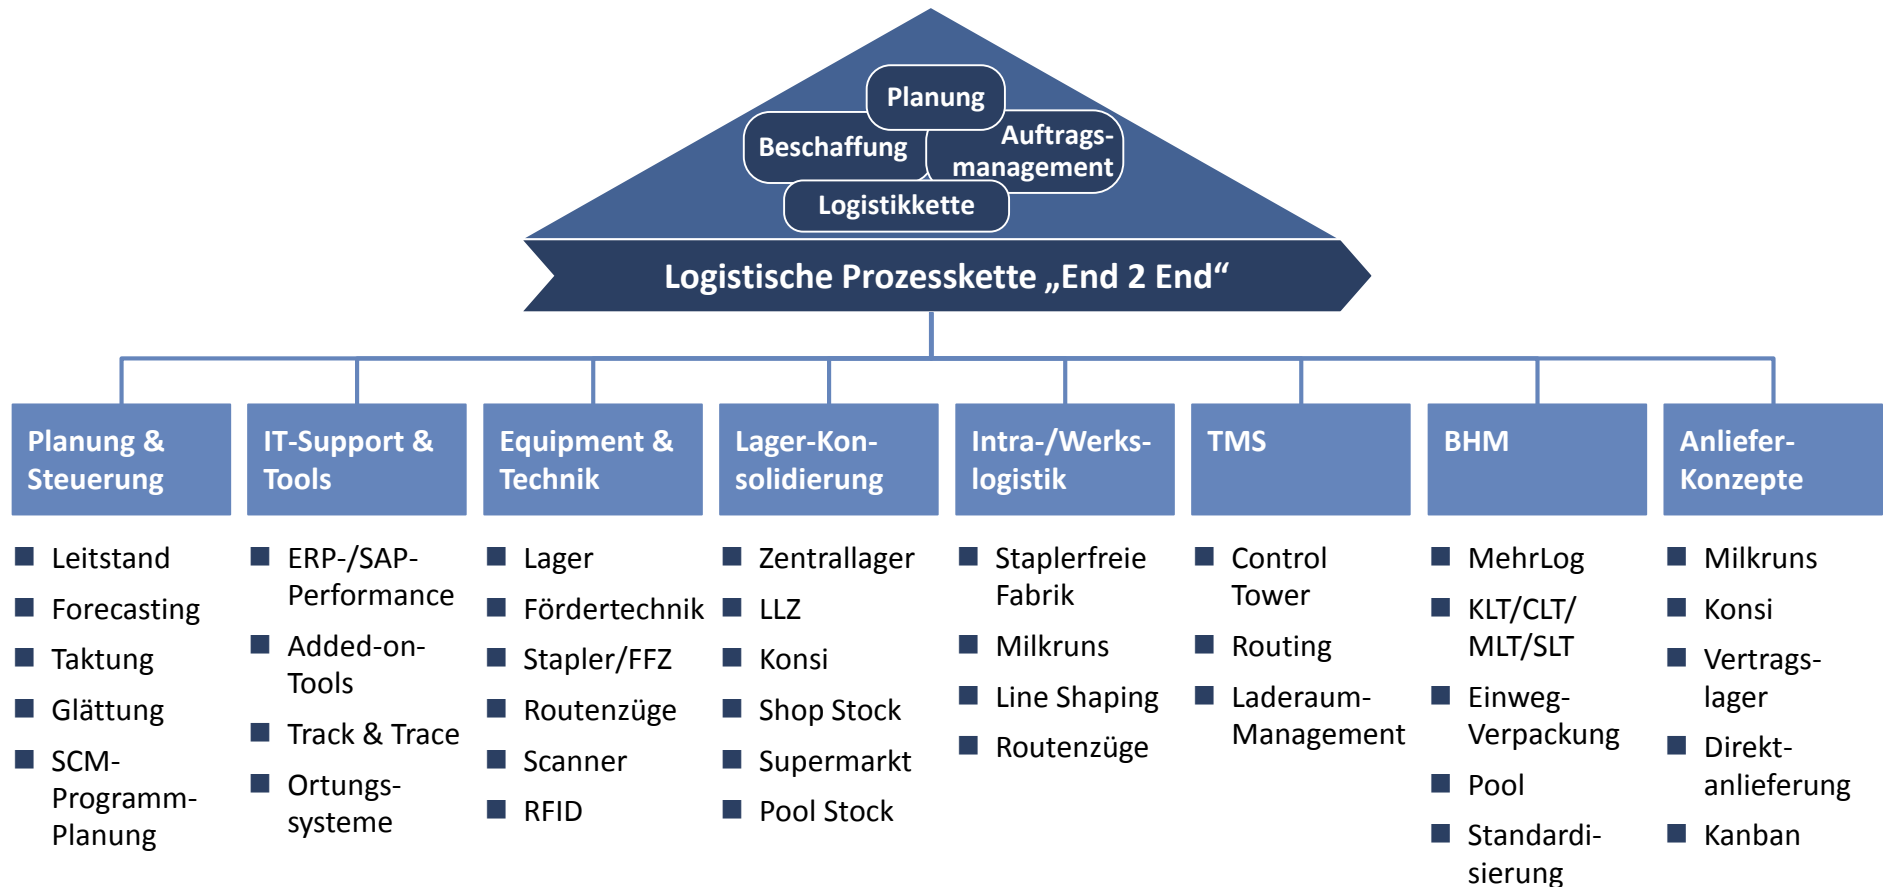 Planung
Beschaffung
Auftrags-
management
Logistikkette
Logistische Prozesskette „End 2 End“
Planung &
Steuerung
Leitstand
Forecasting
Taktung
Glättung
SCM-
Programm-
Planung
IT-Support &
Tools
ERP-/SAP-
Performance
Added-on-
Tools
Track & Trace
Ortungs-
systeme
Equipment &
Technik
Lager
Fördertechnik
Stapler/FFZ
Routenzüge
Scanner
RFID
Lager-Kon-
solidierung
Zentrallager
LLZ
Konsi
Shop Stock
Supermarkt
Pool Stock
Intra-/Werks-
logistik
Staplerfreie
Fabrik
Milkruns
Line Shaping
Routenzüge
TMS
Control
Tower
Routing
Laderaum-
Management
BHM
MehrLog
KLT/CLT/
MLT/SLT
Einweg-
Verpackung
Pool
Standardi-
sierung
Anliefer-
Konzepte
Milkruns
Konsi
Vertrags-
lager
Direkt-
anlieferung
Kanban